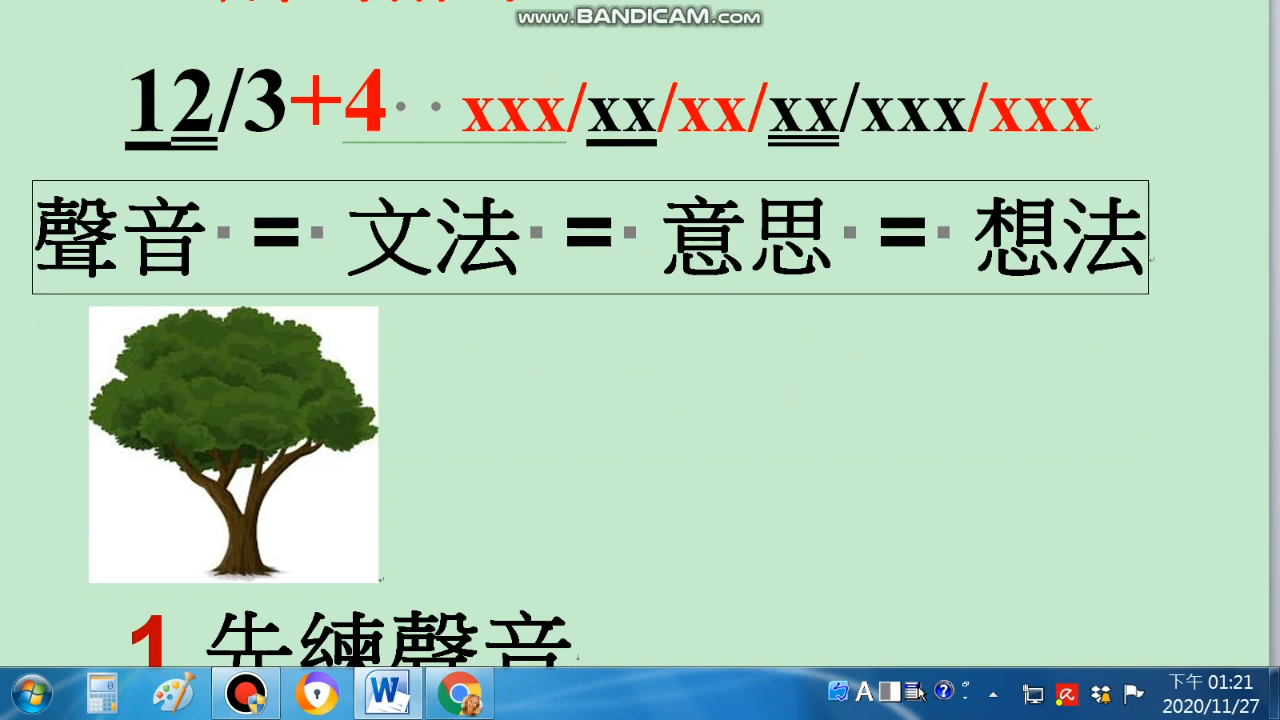 www.BANDICAM.com
12/3+4 xxx/xx/xx/xx/xxx/xxx
聲音 = 文法 = 意思 = 想法
1 先練聲音
下午 01:21
2020/11/27